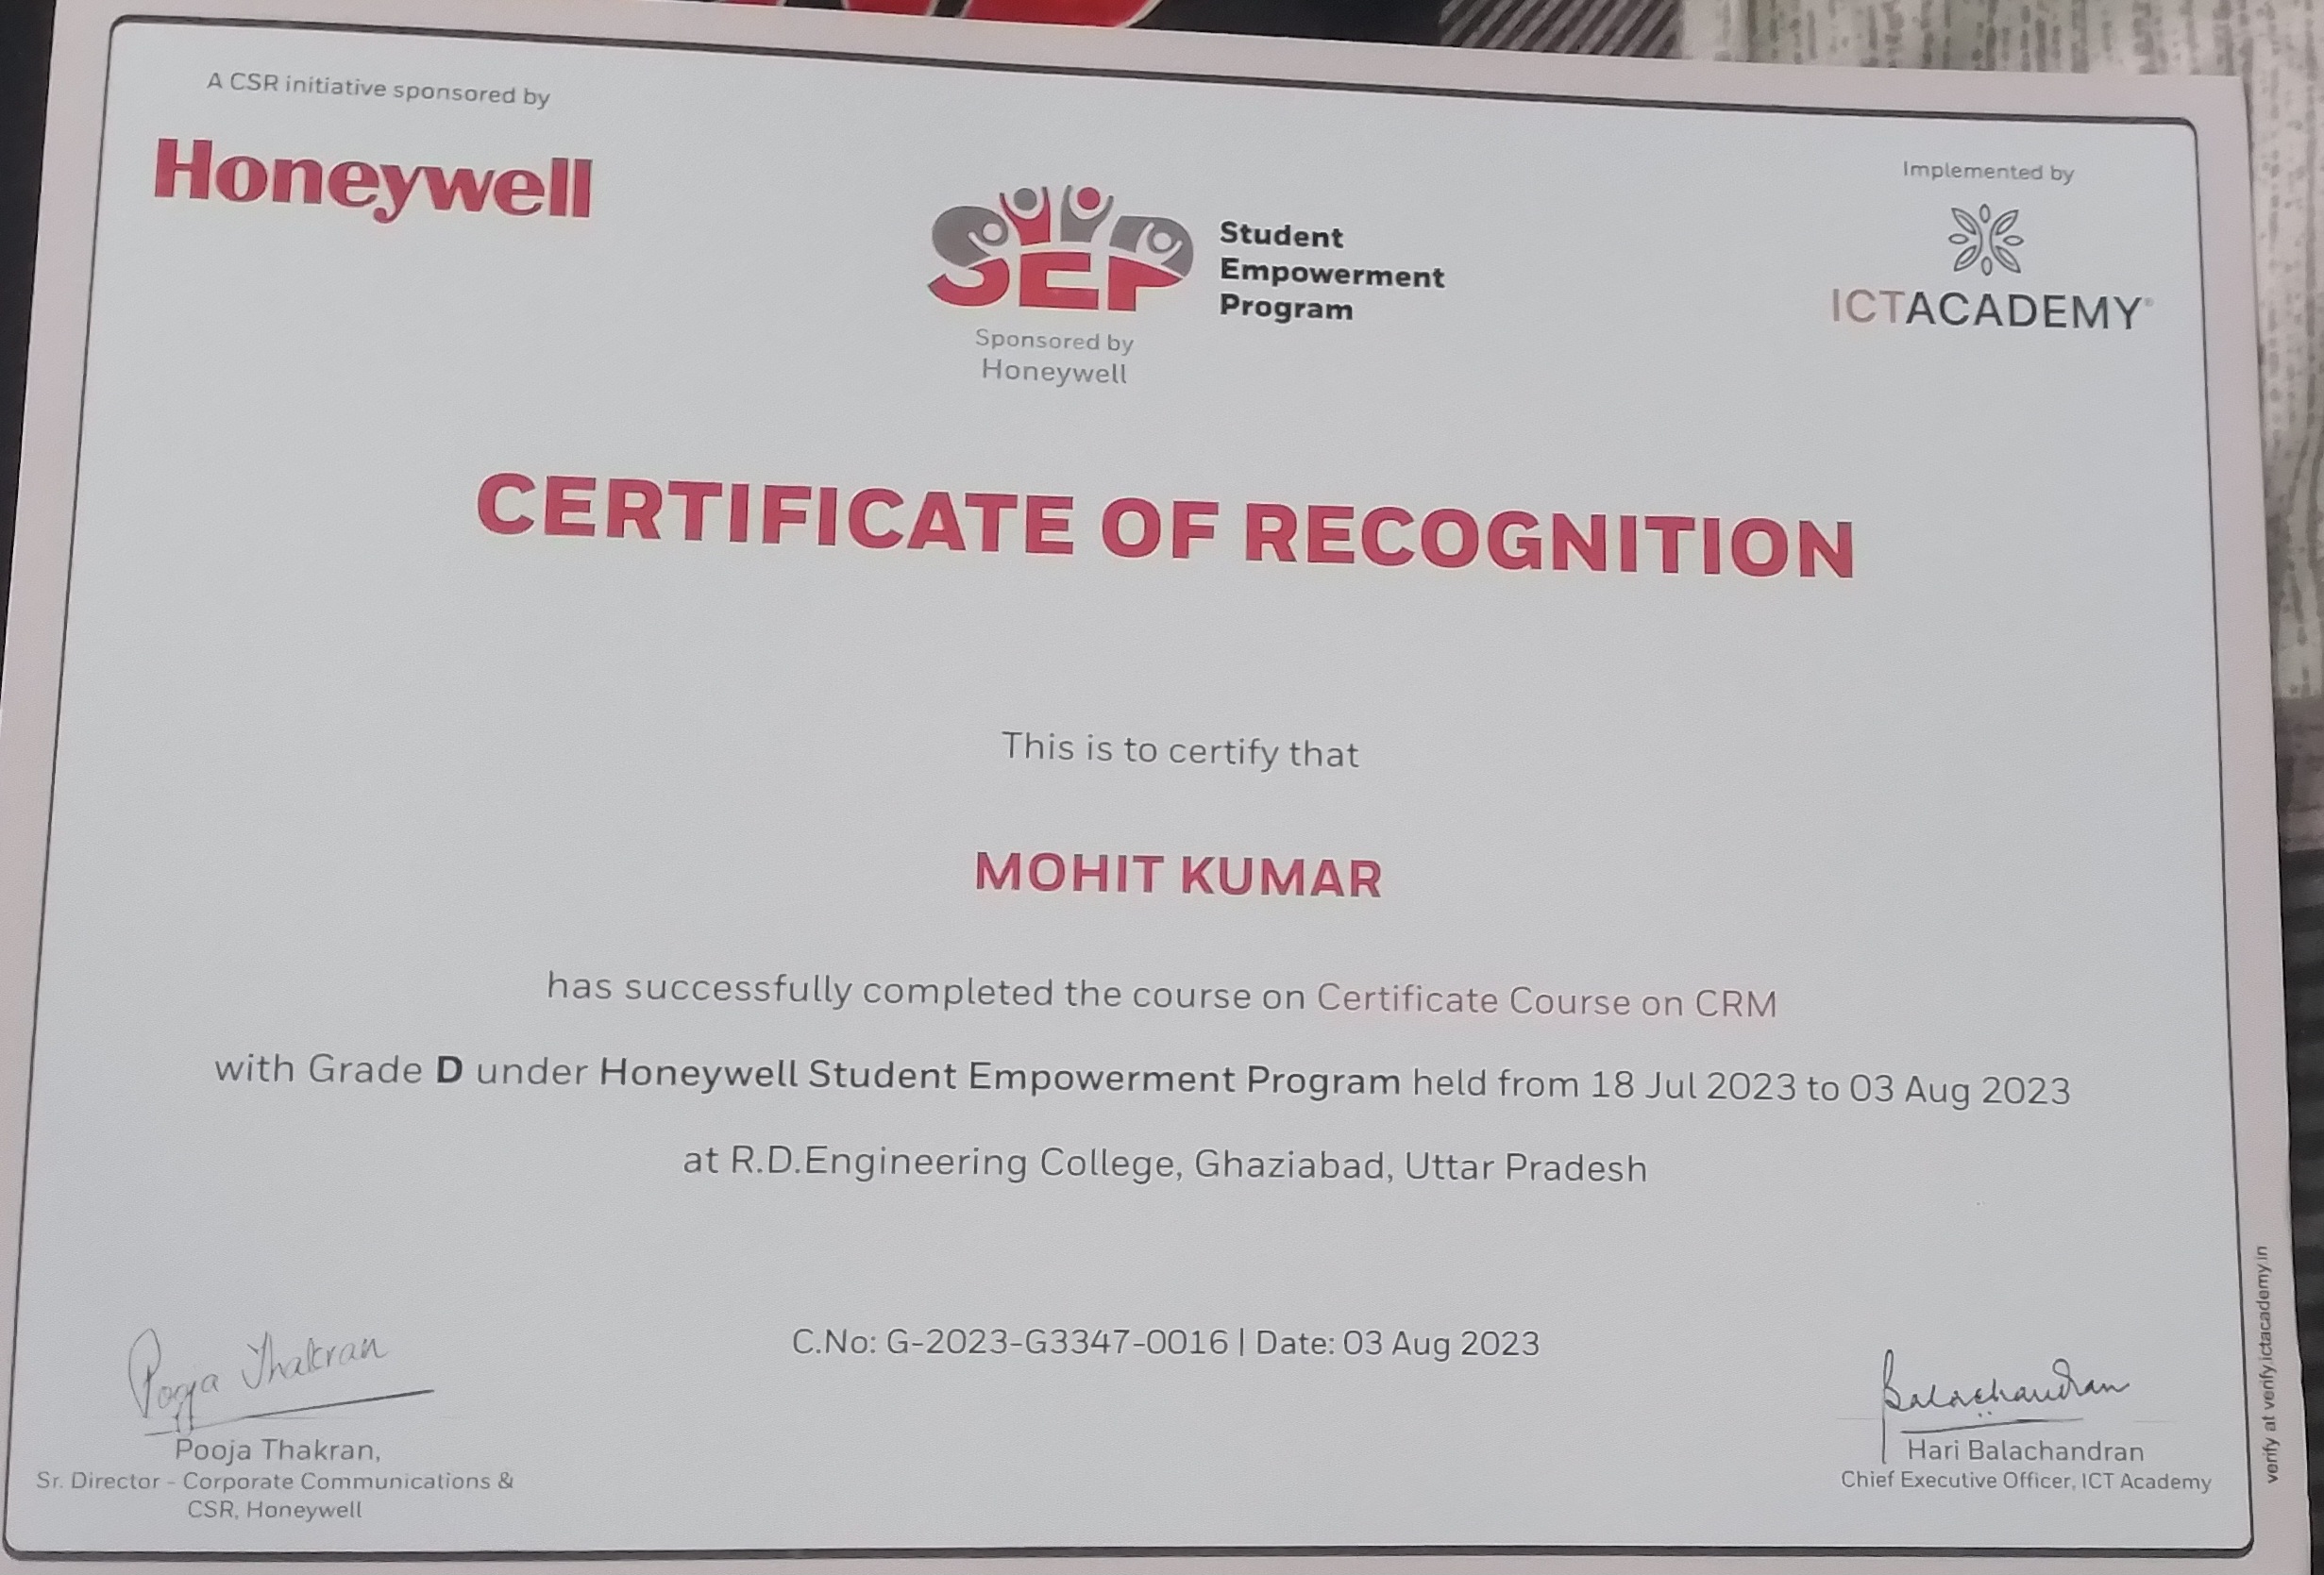 A CSR initiative sponsored by
Honeywell
SEP
Student
Empowerment
Program
Sponsored by
Honeywell
Implemented by
ICTACADEMY®
CERTIFICATE OF RECOGNITION
This is to certify that
MOHIT KUMAR
has successfully completed the course on Certificate Course on CRM
with Grade D under Honeywell Student Empowerment Program held from 18 Jul 2023 to 03 Aug 2023
at R.D.Engineering College, Ghaziabad, Uttar Pradesh
C.No: G-2023-G3347-0016 | Date: 03 Aug 2023
Pooja Thakran
Pooja Thakran,
Sr. Director - Corporate Communications &
CSR, Honeywell
Balachandran
Hari Balachandran
Chief Executive Officer, ICT Academy
verify at verify.ictacademy.in